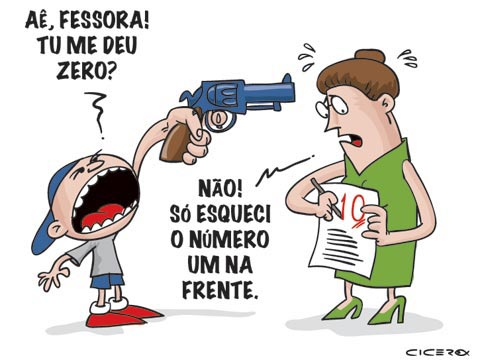 AÊ, FESSORA!
TU ME DEU
ZERO?
NÃO!
SÓ ESQUECI
O NÚMERO
UM NA
FRENTE.
10
CICERO